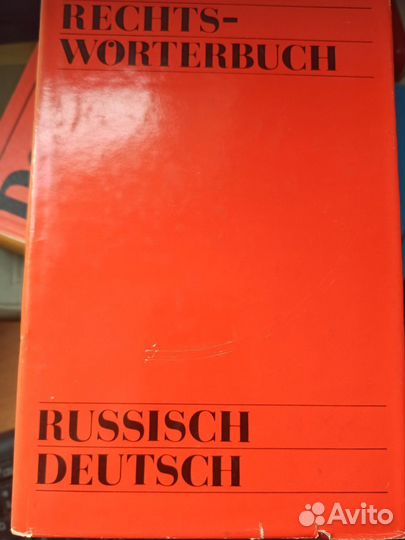 RECHTS-
WÖRTERBUCH
RUSSISCH
DEUTSCH
Avito